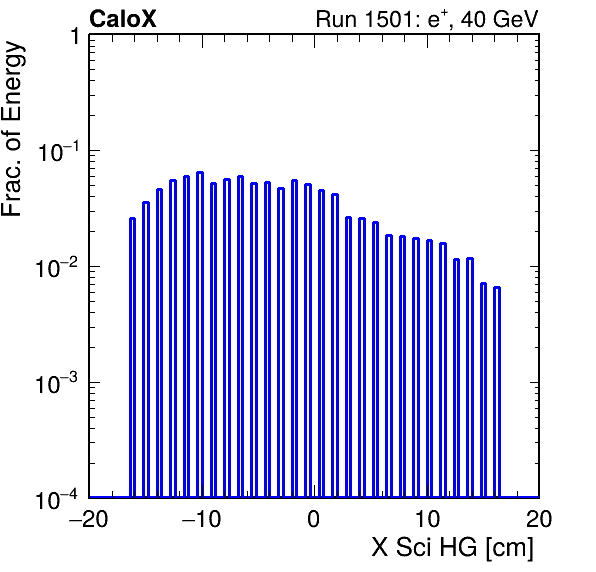 CaloX Run 1501: e⁺, 40 GeV
Frac. of Energy
1
10⁻¹
10⁻²
10⁻³
10⁻⁴
−20 −10 0 10 20
X Sci HG [cm]